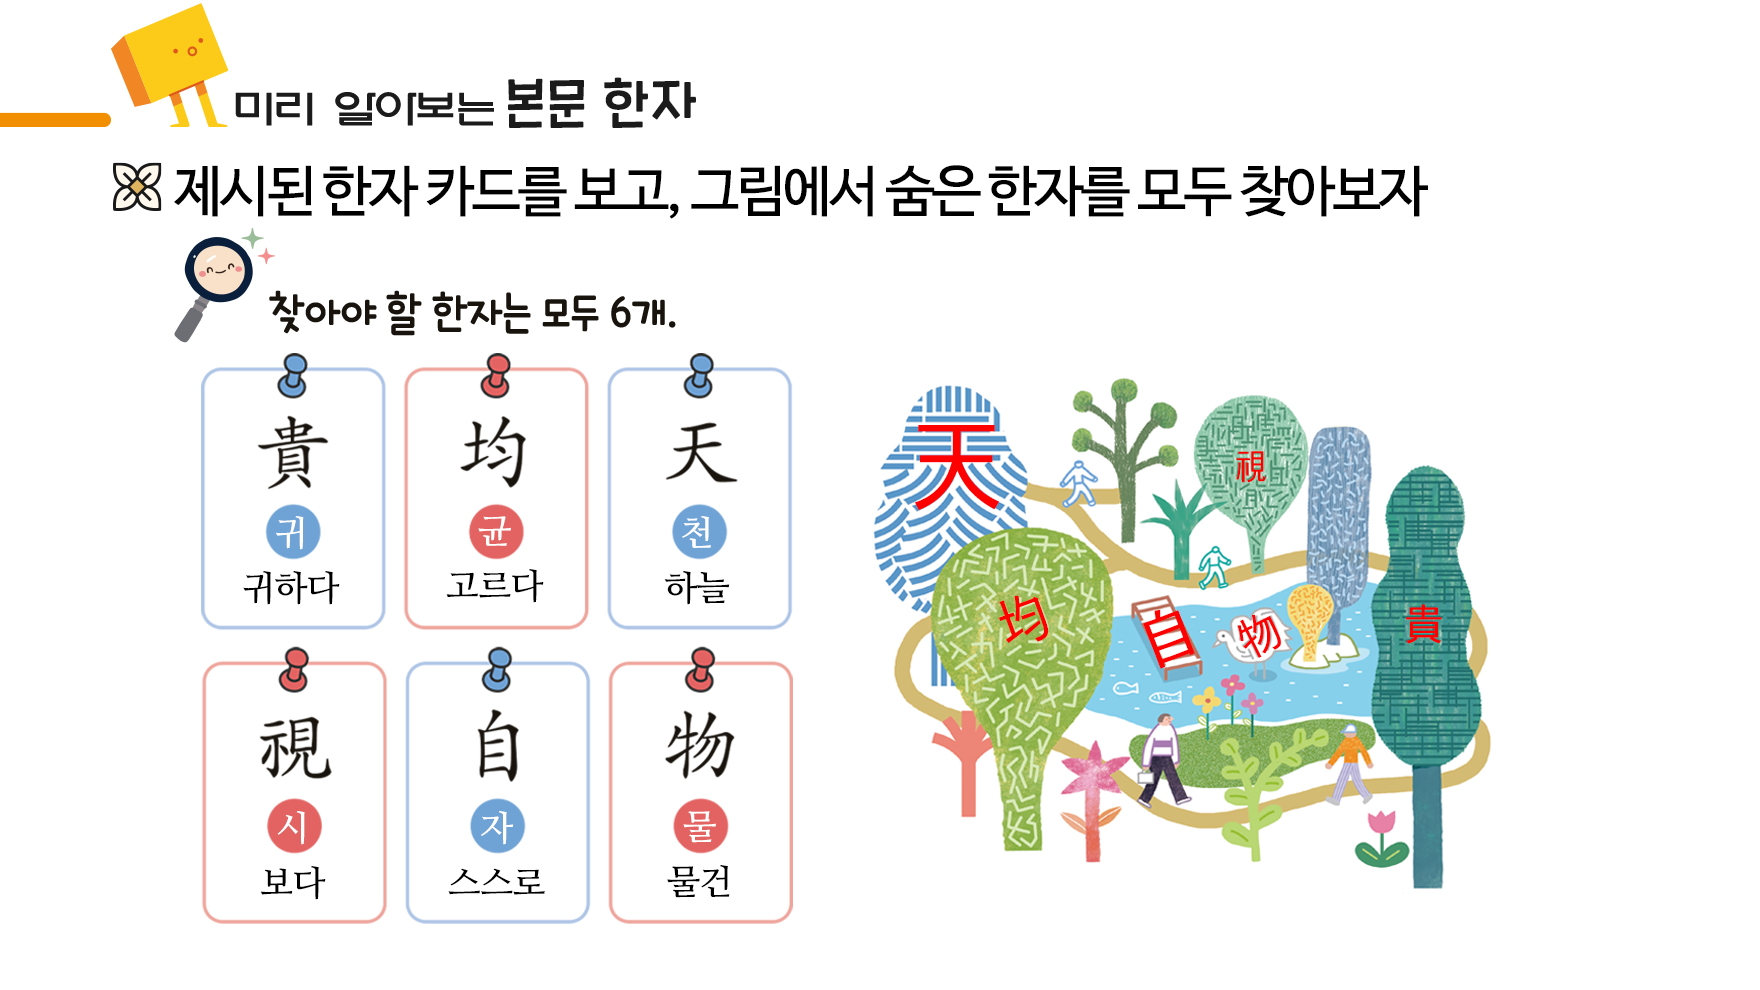 미리 알아보는 본문 한자
제시된 한자 카드를 보고, 그림에서 숨은 한자를 모두 찾아보자
찾아야 할 한자는 모두 6개.
貴 均 天
귀 균 천
귀하다 고르다 하늘
視 自 物
시 자 물
보다 스스로 물건
天
視
均
自
物
貴